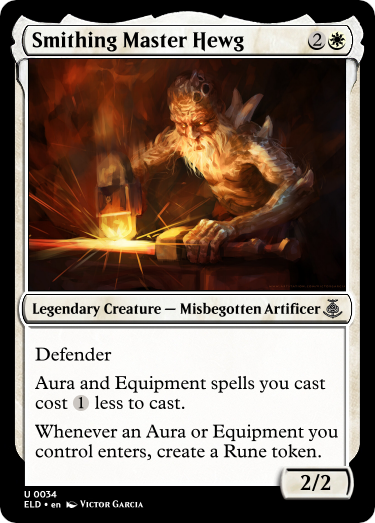 Smithing Master Hewg 2
Legendary Creature — Misbegotten Artificer
Defender
Aura and Equipment spells you cast
cost 1 less to cast.
Whenever an Aura or Equipment you
control enters, create a Rune token.
2/2
U 0034
ELD • en Victor Garcia